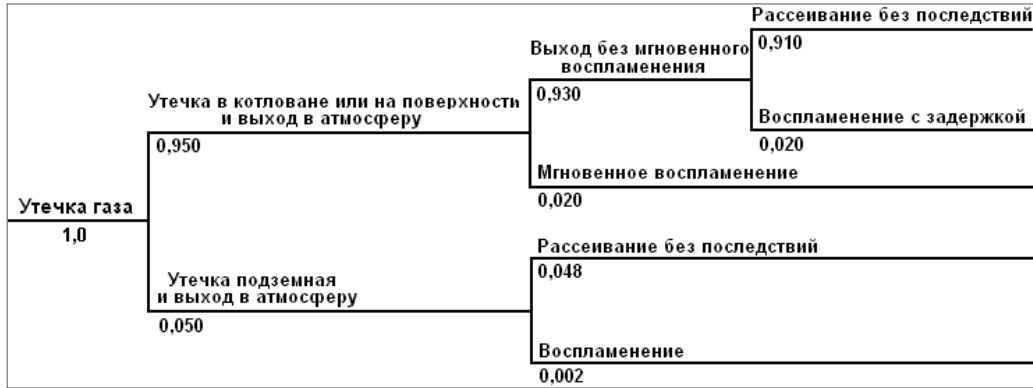 Рассеивание без последствий
0,910
Выход без мгновенного
воспламенения
0,930
Утечка в котловане или на поверхности
и выход в атмосферу
0,950
Воспламенение с задержкой
0,020
Мгновенное воспламенение
0,020
Утечка газа
1,0
Рассеивание без последствий
0,048
Утечка подземная
и выход в атмосферу
0,050
Воспламенение
0,002